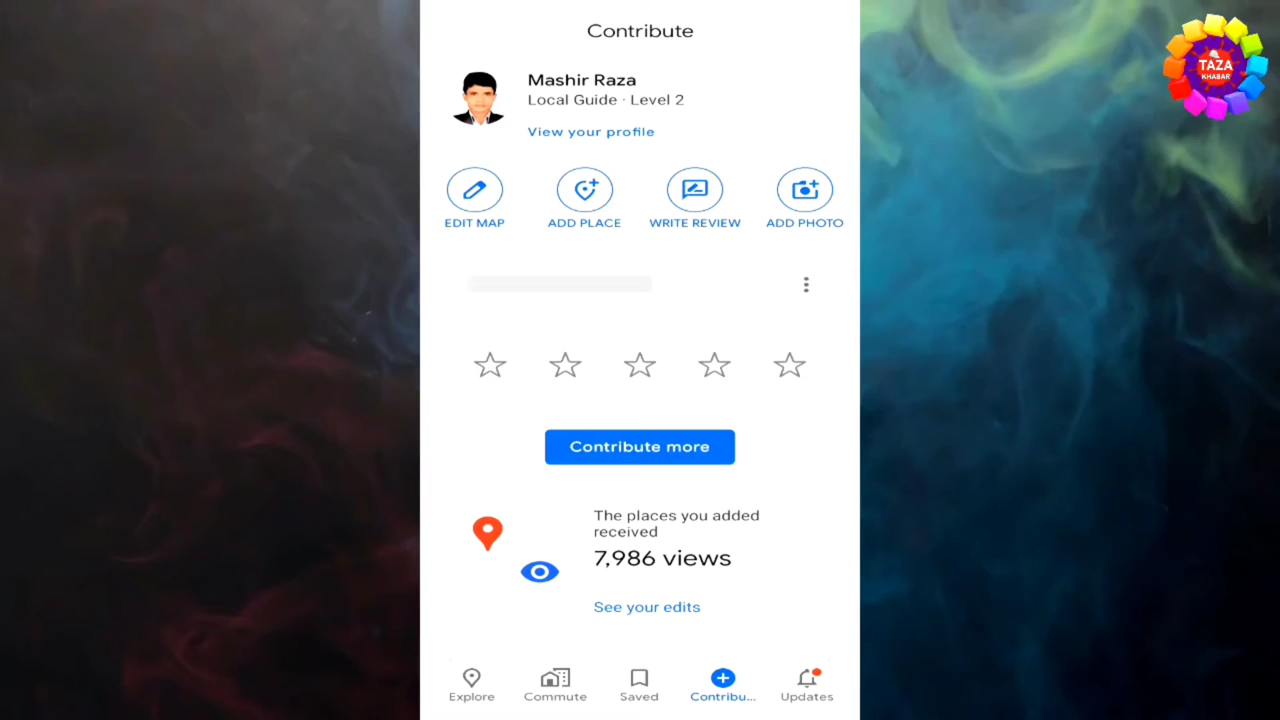 Contribute
TAZA
KHABAR
Mashir Raza
Local Guide · Level 2
View your profile
EDIT MAP
ADD PLACE
WRITE REVIEW
ADD PHOTO
Contribute more
The places you added
received
7,986 views
See your edits
Explore
Commute
Saved
Contribu...
Updates